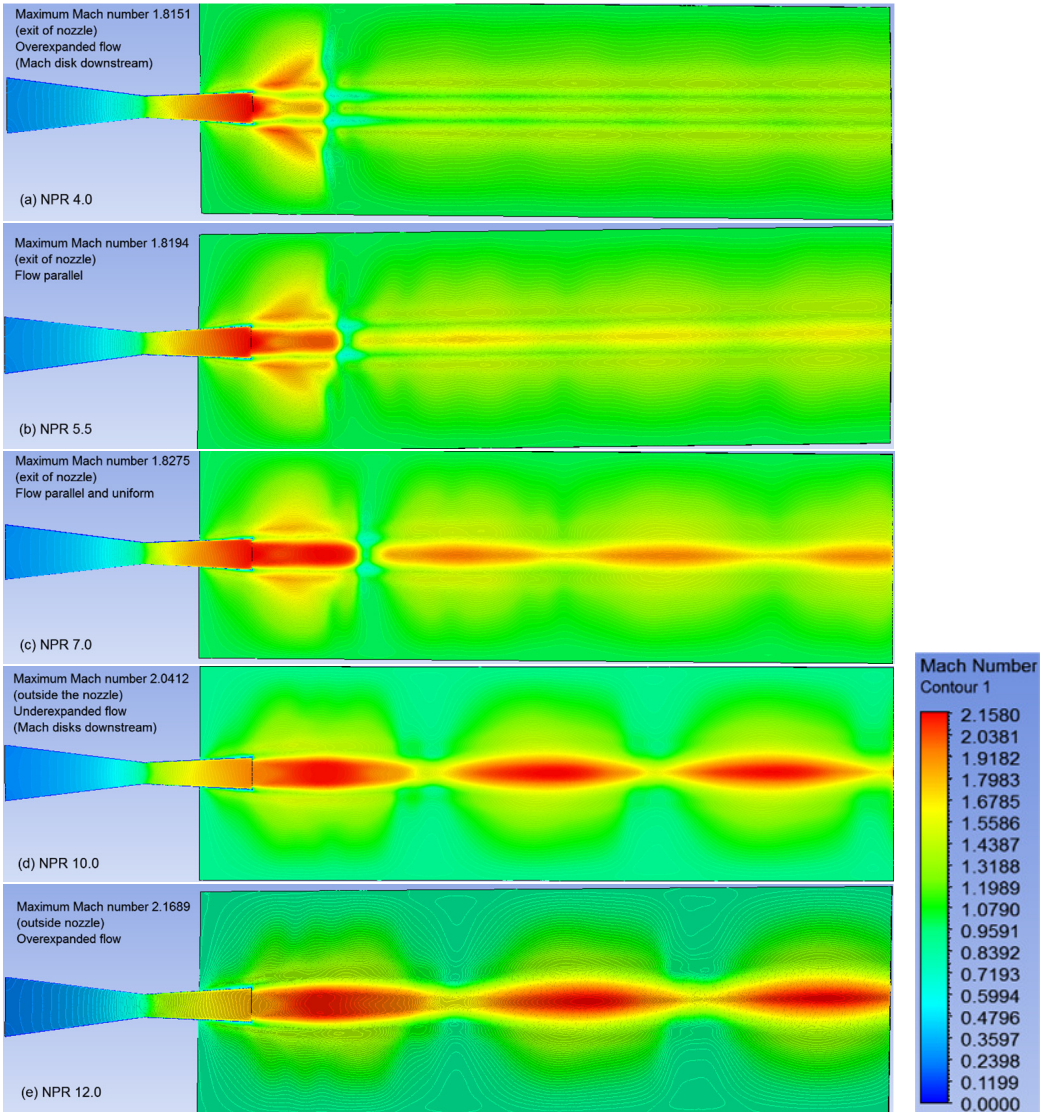 Maximum Mach number 1.8151
(exit of nozzle)
Overexpanded flow
(Mach disk downstream)
(a) NPR 4.0
Maximum Mach number 1.8194
(exit of nozzle)
Flow parallel
(b) NPR 5.5
Maximum Mach number 1.8275
(exit of nozzle)
Flow parallel and uniform
(c) NPR 7.0
Maximum Mach number 2.0412
(outside the nozzle)
Underexpanded flow
(Mach disks downstream)
(d) NPR 10.0
Maximum Mach number 2.1689
(outside nozzle)
Overexpanded flow
(e) NPR 12.0
Mach Number
Contour 1
2.1580
2.0381
1.9182
1.7983
1.6785
1.5586
1.4387
1.3188
1.1989
1.0790
0.9591
0.8392
0.7193
0.5994
0.4796
0.3597
0.2398
0.1199
0.0000